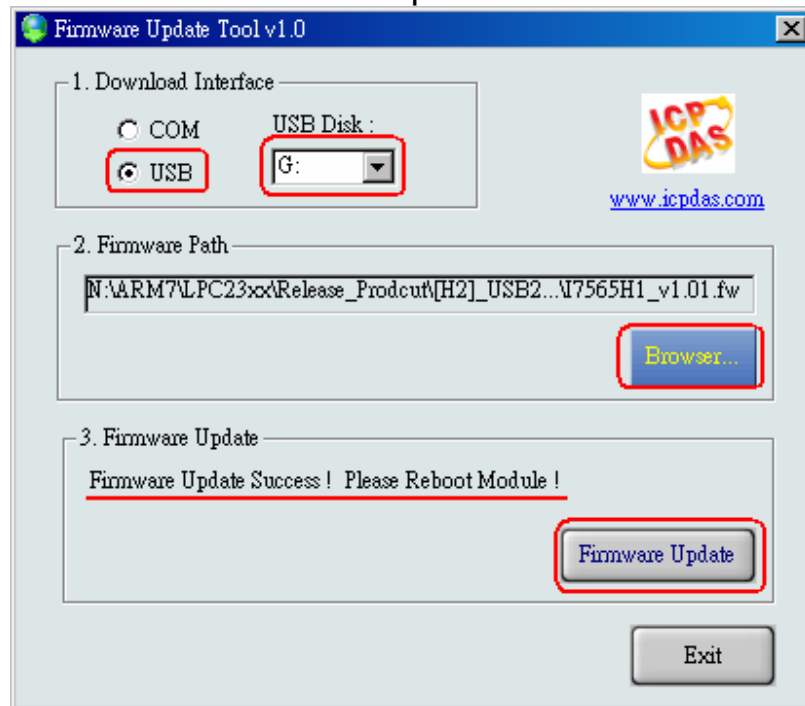 Firmware Update Tool v1.0
1. Download Interface
COM
USB Disk :
USB
G:
ICP
DAS
www.icpdas.com
2. Firmware Path
N:\ARM7\LPC23xx\Release_Prodcut\[H2]_USB2...\I7565H1_v1.01.fw
Browser...
3. Firmware Update
Firmware Update Success ! Please Reboot Module !
Firmware Update
Exit